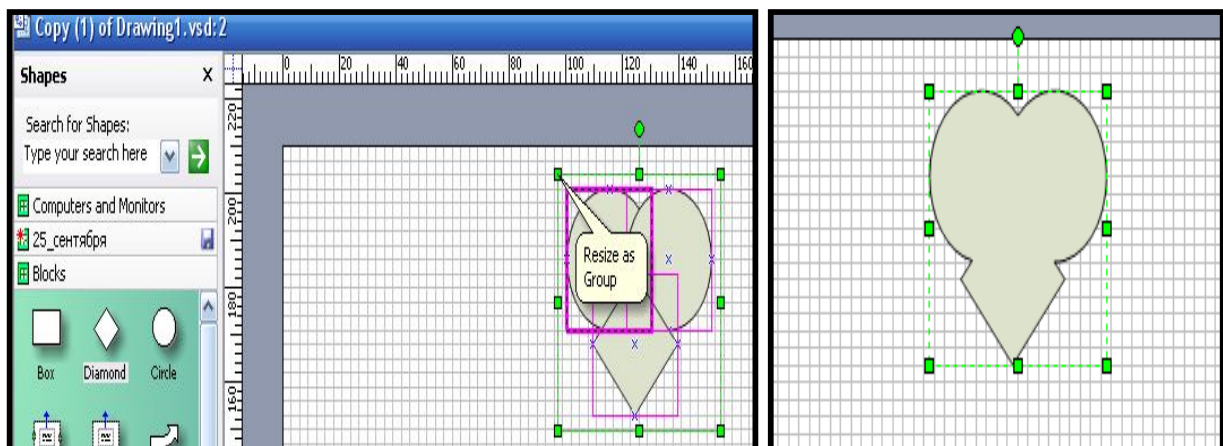 Copy (1) of Drawing1.vsd:2
Shapes X
Search for Shapes:
Type your search here
Computers and Monitors
25_сентября
Blocks
Box Diamond Circle
0 20 40 60 80 100 120 140 160
220
200
180
160
Resize as
Group